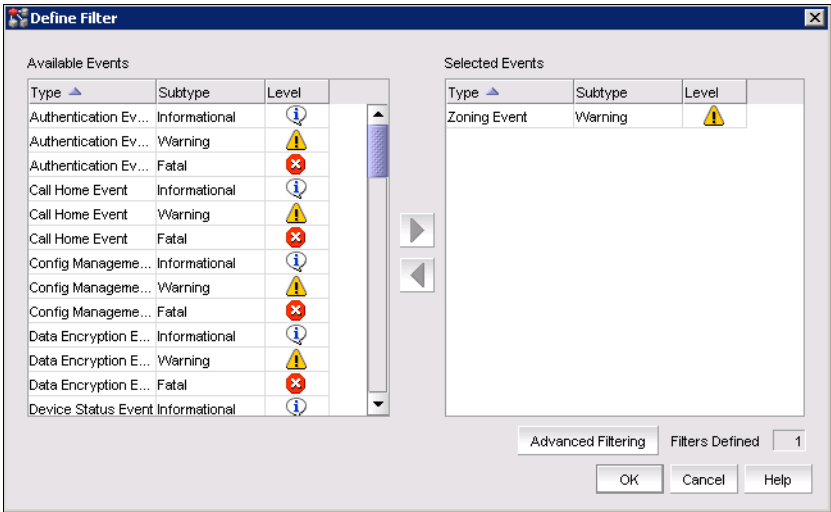 Define Filter
Available Events
Type Subtype Level
Authentication Ev... Informational
Authentication Ev... Warning
Authentication Ev... Fatal
Call Home Event Informational
Call Home Event Warning
Call Home Event Fatal
Config Manageme... Informational
Config Manageme... Warning
Config Manageme... Fatal
Data Encryption E... Informational
Data Encryption E... Warning
Data Encryption E... Fatal
Device Status Event Informational
Selected Events
Type Subtype Level
Zoning Event Warning
Advanced Filtering Filters Defined 1
OK Cancel Help